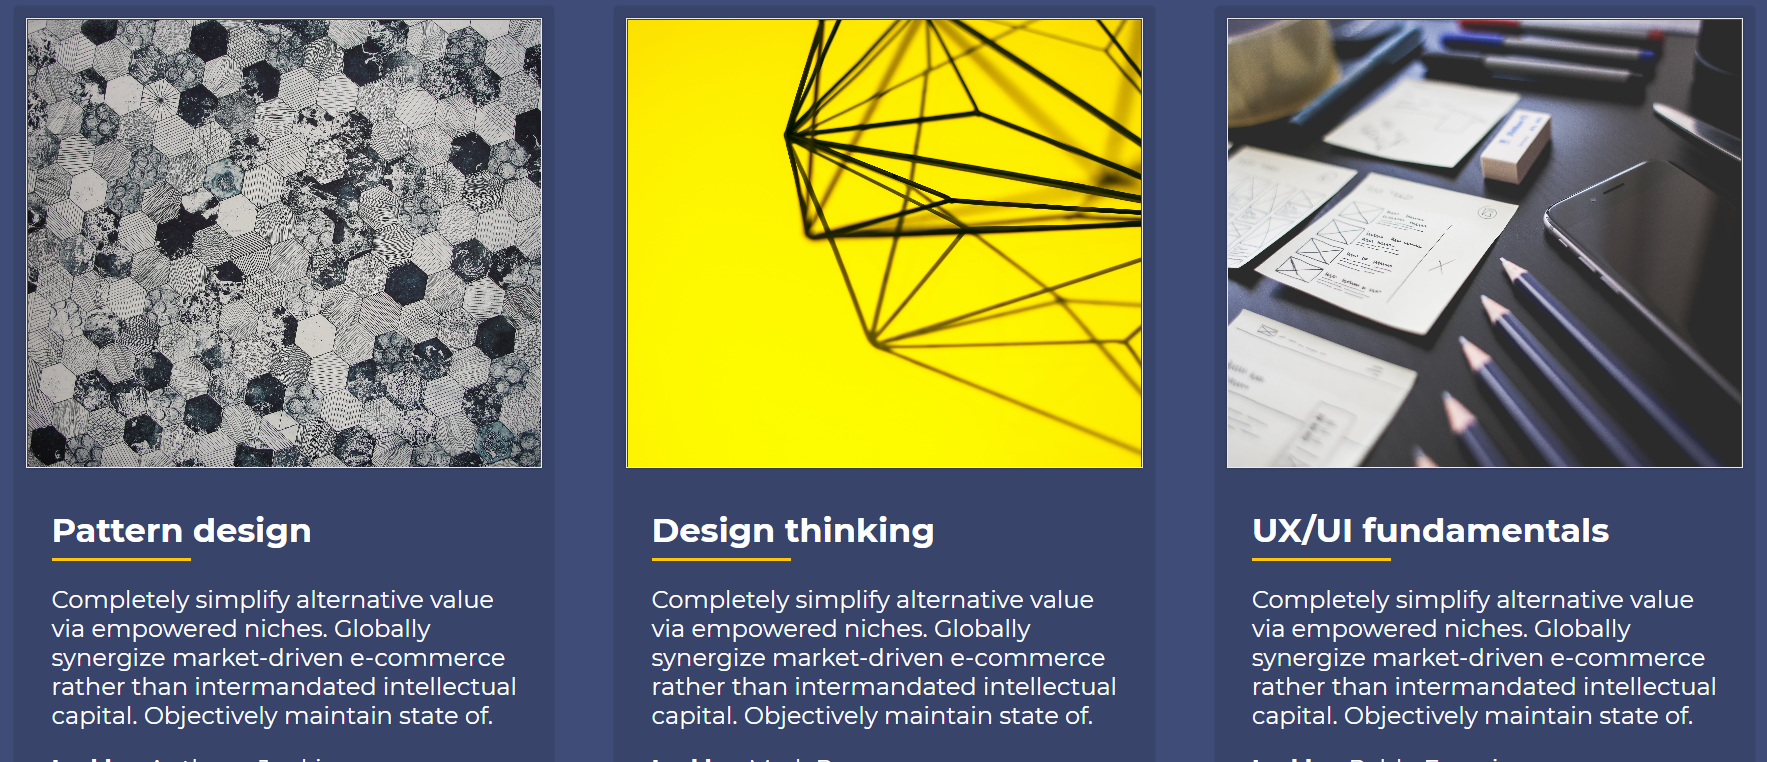 Pattern design
Completely simplify alternative value
via empowered niches. Globally
synergize market-driven e-commerce
rather than intermandated intellectual
capital. Objectively maintain state of.
Design thinking
Completely simplify alternative value
via empowered niches. Globally
synergize market-driven e-commerce
rather than intermandated intellectual
capital. Objectively maintain state of.
UX/UI fundamentals
Completely simplify alternative value
via empowered niches. Globally
synergize market-driven e-commerce
rather than intermandated intellectual
capital. Objectively maintain state of.